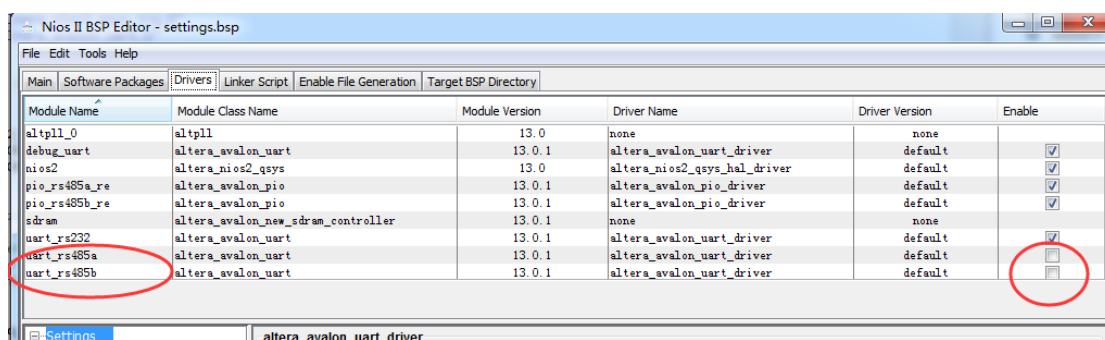 Nios II BSP Editor - settings.bsp
File Edit Tools Help
Main Software Packages Drivers Linker Script Enable File Generation Target BSP Directory
Module Name Module Class Name Module Version Driver Name Driver Version Enable
altpll_0 altpll 13.0 none none
debug_uart altera_avalon_uart 13.0.1 altera_avalon_uart_driver default
nios2 altera_nios2_qsys 13.0 altera_nios2_qsys_hal_driver default
pio_rs485a_re altera_avalon_pio 13.0.1 altera_avalon_pio_driver default
pio_rs485b_re altera_avalon_pio 13.0.1 altera_avalon_pio_driver default
sdram altera_avalon_new_sdram_controller 13.0.1 none none
uart_rs232 altera_avalon_uart 13.0.1 altera_avalon_uart_driver default
uart_rs485a altera_avalon_uart 13.0.1 altera_avalon_uart_driver default
uart_rs485b altera_avalon_uart 13.0.1 altera_avalon_uart_driver default
Settings altera_avalon_uart_driver